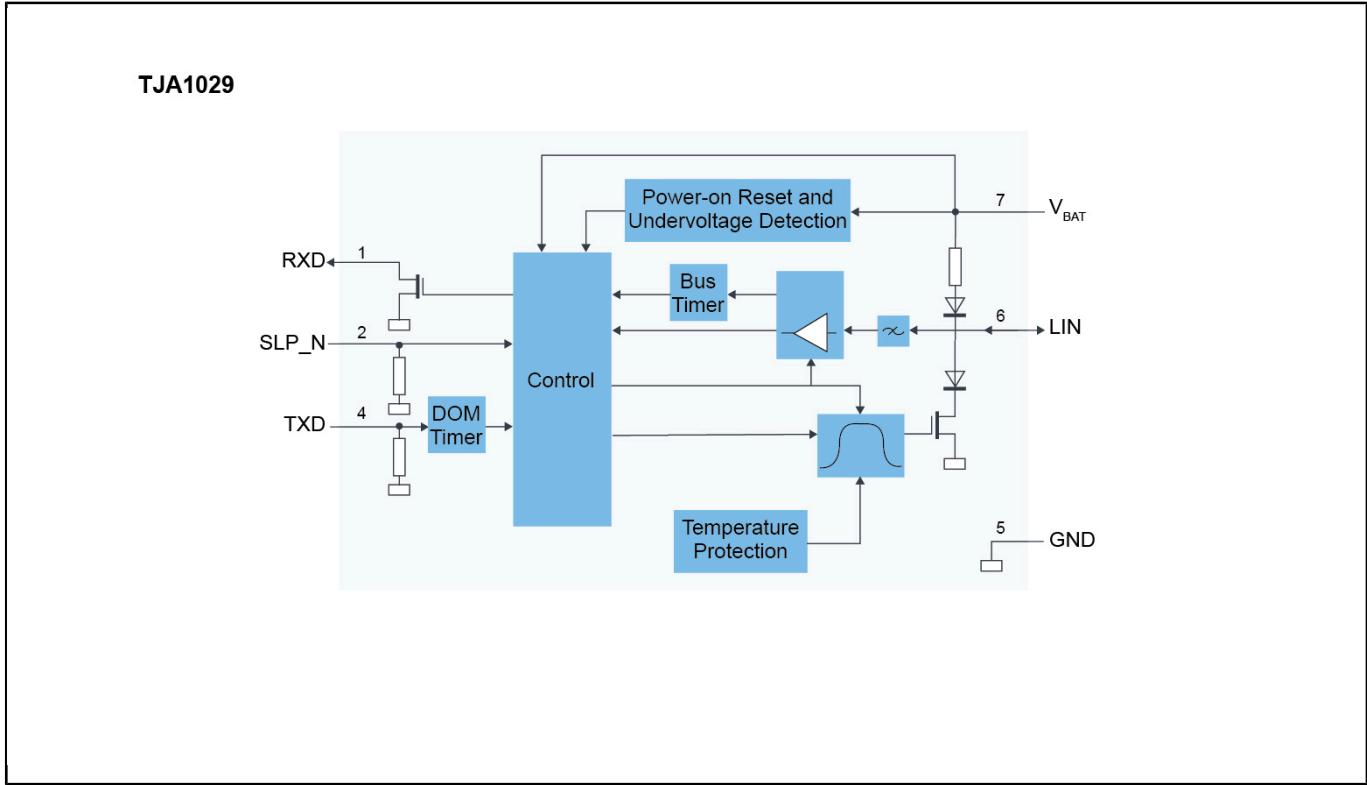 TJA1029
Power-on Reset and
Undervoltage Detection
7
V_BAT
RXD
1
Bus
Timer
SLP_N
2
6
LIN
Control
TXD
4
DOM
Timer
Temperature
Protection
5
GND